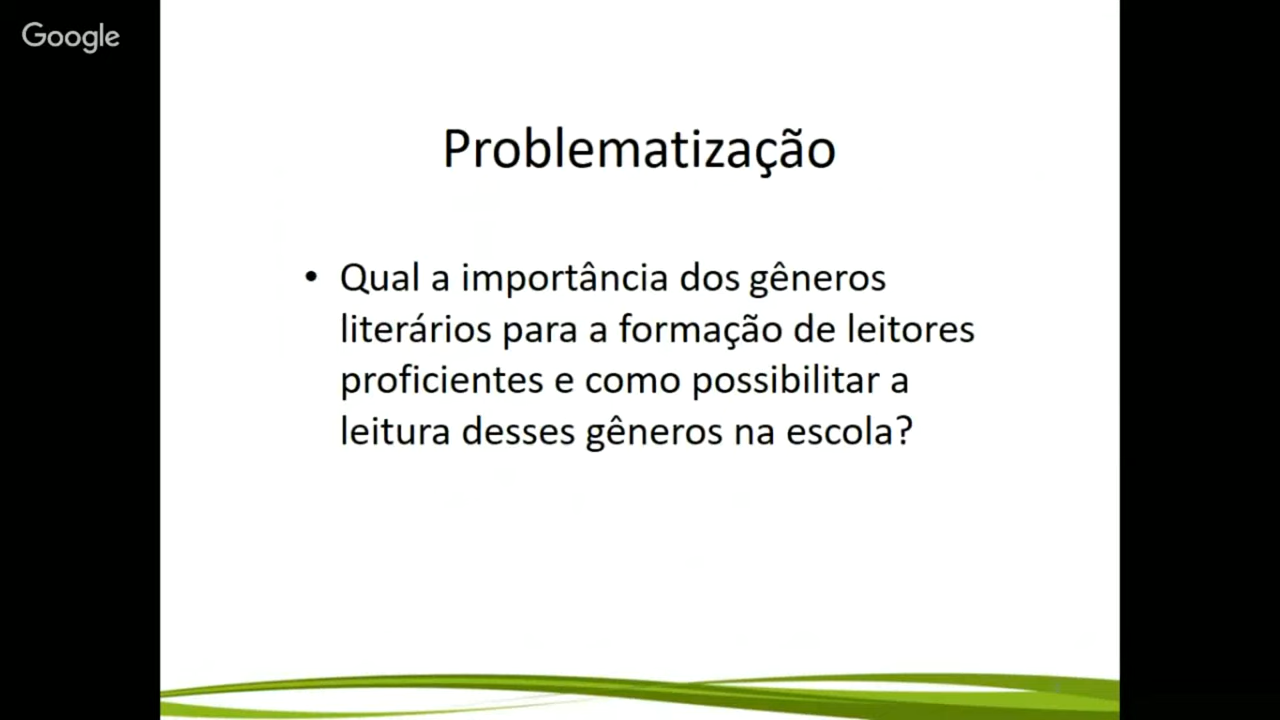 Google
Problematização
• Qual a importância dos gêneros
literários para a formação de leitores
proficientes e como possibilitar a
leitura desses gêneros na escola?